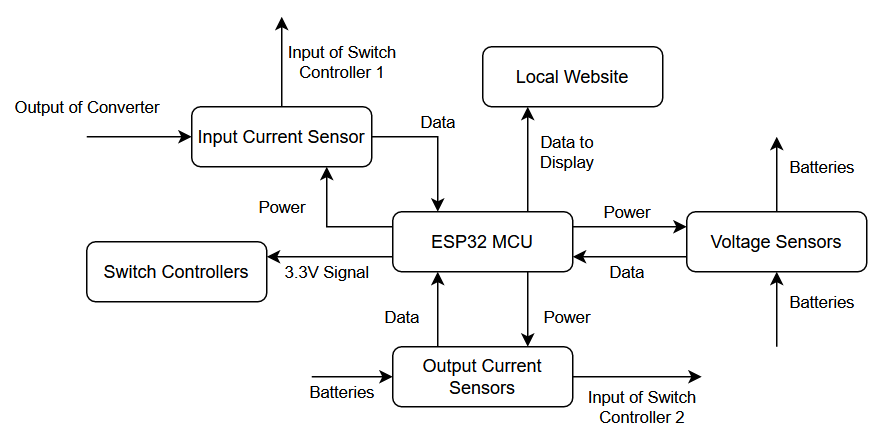 Input of Switch
Controller 1
Local Website
Output of Converter
Input Current Sensor
Data
Data to
Display
Batteries
Power
Power
ESP32 MCU
Voltage Sensors
Switch Controllers
3.3V Signal
Data
Batteries
Data
Power
Output Current
Sensors
Batteries
Input of Switch
Controller 2